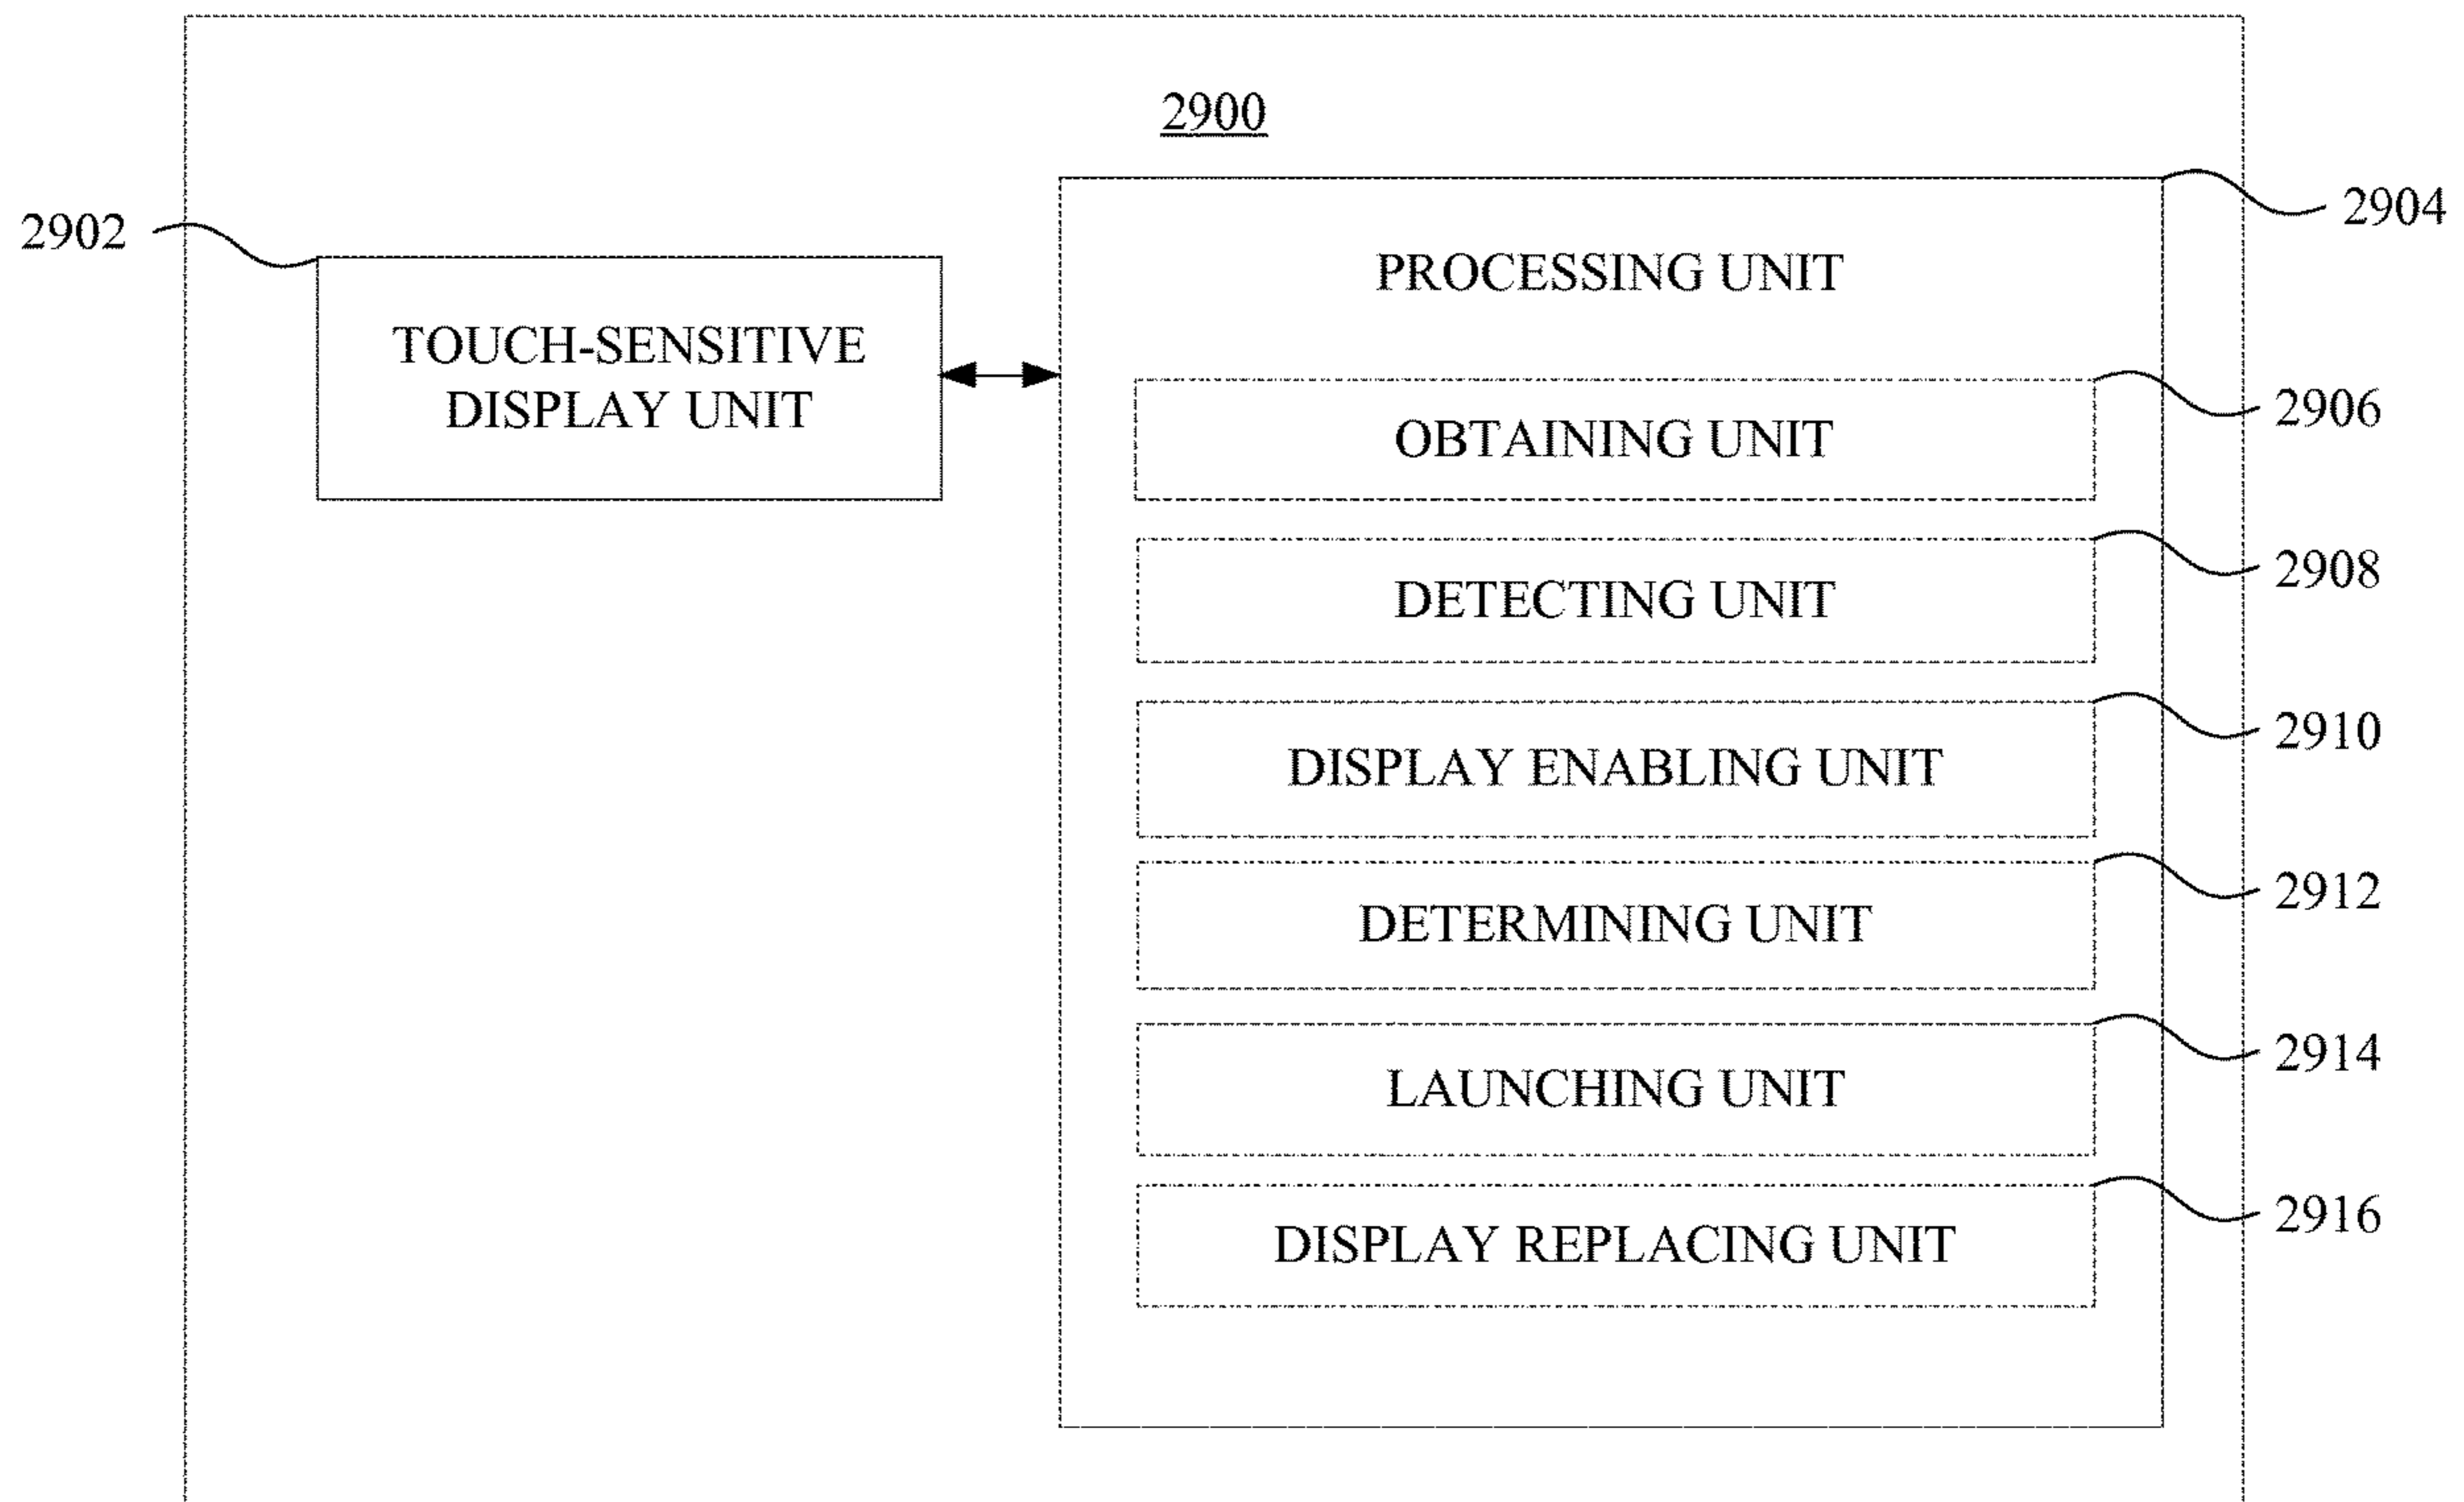 2900
2902
2904
PROCESSING UNIT
TOUCH-SENSITIVE
DISPLAY UNIT
2906
OBTAINING UNIT
2908
DETECTING UNIT
2910
DISPLAY ENABLING UNIT
2912
DETERMINING UNIT
2914
LAUNCHING UNIT
2916
DISPLAY REPLACING UNIT